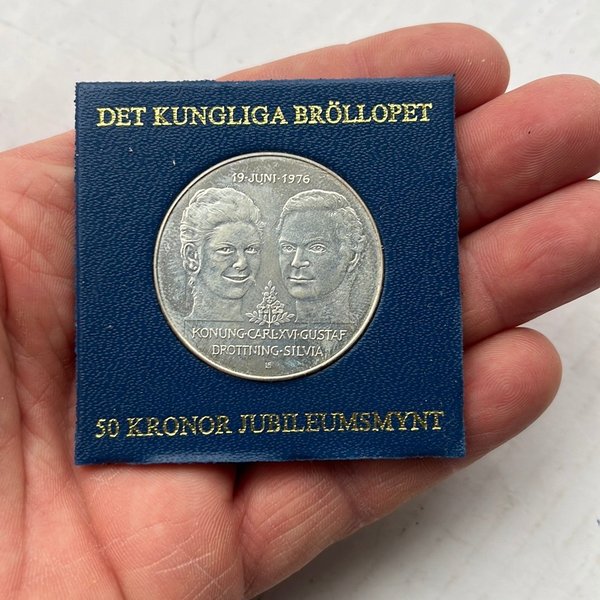 DET KUNGLIGA BRÖLLOPET
19·JUNI·1976
KONUNG·CARL·XVI·GUSTAF
DROTTNING·SILVIA
50 KRONOR JUBILEUMSMYNT